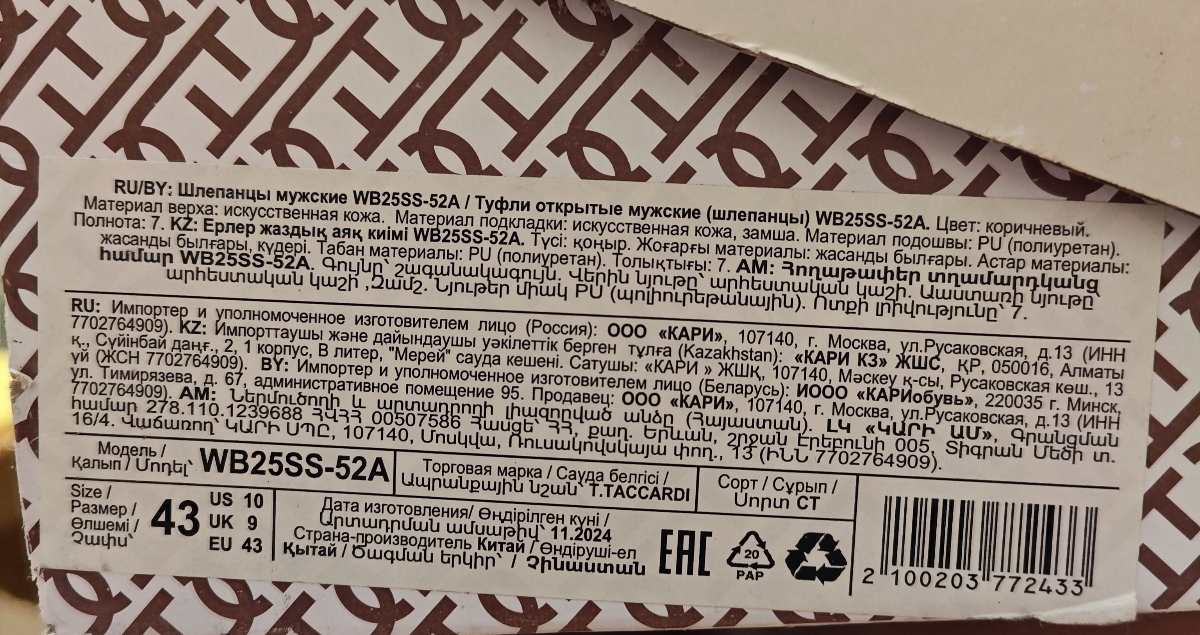 RU/BY: Шлепанцы мужские WB25SS-52A / Туфли открытые мужские (шлепанцы) WB25SS-52A. Цвет: коричневый.
Материал верха: искусственная кожа. Материал подкладки: искусственная кожа, замша. Материал подошвы: PU (полиуретан).
Полнота: 7. KZ: Ерлер жаздық аяқ киімі WB25SS-52A. Түсі: қоңыр. Жоғарғы материалы: жасанды былғары. Астар материалы:
жасанды былғары, күдері. Табан материалы: PU (полиуретан). Толықтығы: 7. AM: Հողաթափեր տղամարդկանց
համար WB25SS-52A. Գույնը՝ շագանակագույն. Վերին նյութը՝ արհեստական կաշի. Աաստառի նյութը՝
արհեստական կաշի ,Զամշ. Նյութեր միակ PU (պոլիուրեթանային). Ոտքի լրիվությունը՝ 7.
RU: Импортер и уполномоченное изготовителем лицо (Россия): ООО «КАРИ», 107140, г. Москва, ул.Русаковская, д.13 (ИНН
7702764909). KZ: Импорттаушы және дайындаушы уәкілеттік берген тұлға (Kazakhstan): «КАРИ КЗ» ЖШС, ҚР, 050016, Алматы
қ., Сүйінбай даңғ., 2, 1 корпус, В литер, "Мерей" сауда кешені. Сатушы: «КАРИ » ЖШҚ, 107140, Мәскеу қ-сы, Русаковская көш., 13
үй (ЖСН 7702764909). BY: Импортер и уполномоченное изготовителем лицо (Беларусь): ИООО «КАРИобувь», 220035 г. Минск,
ул. Тимирязева, д. 67, административное помещение 95. Продавец: ООО «КАРИ», 107140, г. Москва, ул.Русаковская, д.13 (ИНН
7702764909). AM: Ներմուծողի և արտադրողի լիազորված անձը (Հայաստան). ԼԿ «ԿԱՐԻ ԱՄ», Գրանցման
համար 278.110.1239688 ՀՎՀՀ 00507586 Հասցե՝ ՀՀ, քաղ. Երևան, շրջան Էրեբունի 005, Տիգրան Մեծի տ.
16/4. Վաճառող՝ ԿԱՐԻ ՍՊԸ, 107140, Մոսկվա, Ռուսակովսկայա փող., 13 (ԻՆՆ 7702764909).
Модель /
Қалып / Մոդել՝ WB25SS-52A
Торговая марка / Сауда белгісі /
Ապրանքային նշան՝ T.TACCARDI
Сорт / Сұрып /
Սորտ СТ
Size /
Размер /
Өлшемі /
Չափս՝
43
US 10
UK 9
EU 43
Дата изготовления/ Өндірілген күні /
Արտադրման ամսաթիվ՝ 11.2024
Страна-производитель Китай / Өндіруші-ел
Қытай / Ծագման երկիր՝ / Չինաստան
EAC
20
PAP
2 100203 772433